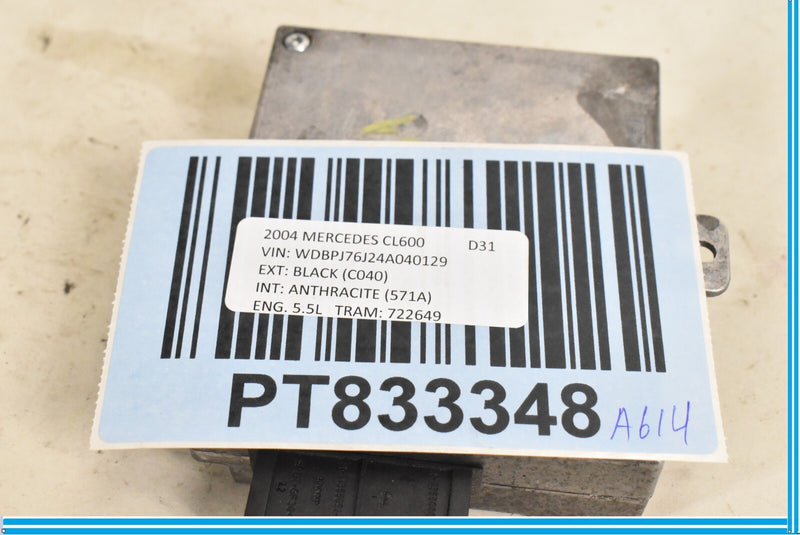 2004 MERCEDES CL600 D31
VIN: WDBPJ76J24A040129
EXT: BLACK (C040)
INT: ANTHRACITE (571A)
ENG. 5.5L TRAM: 722649
PT833348
A614